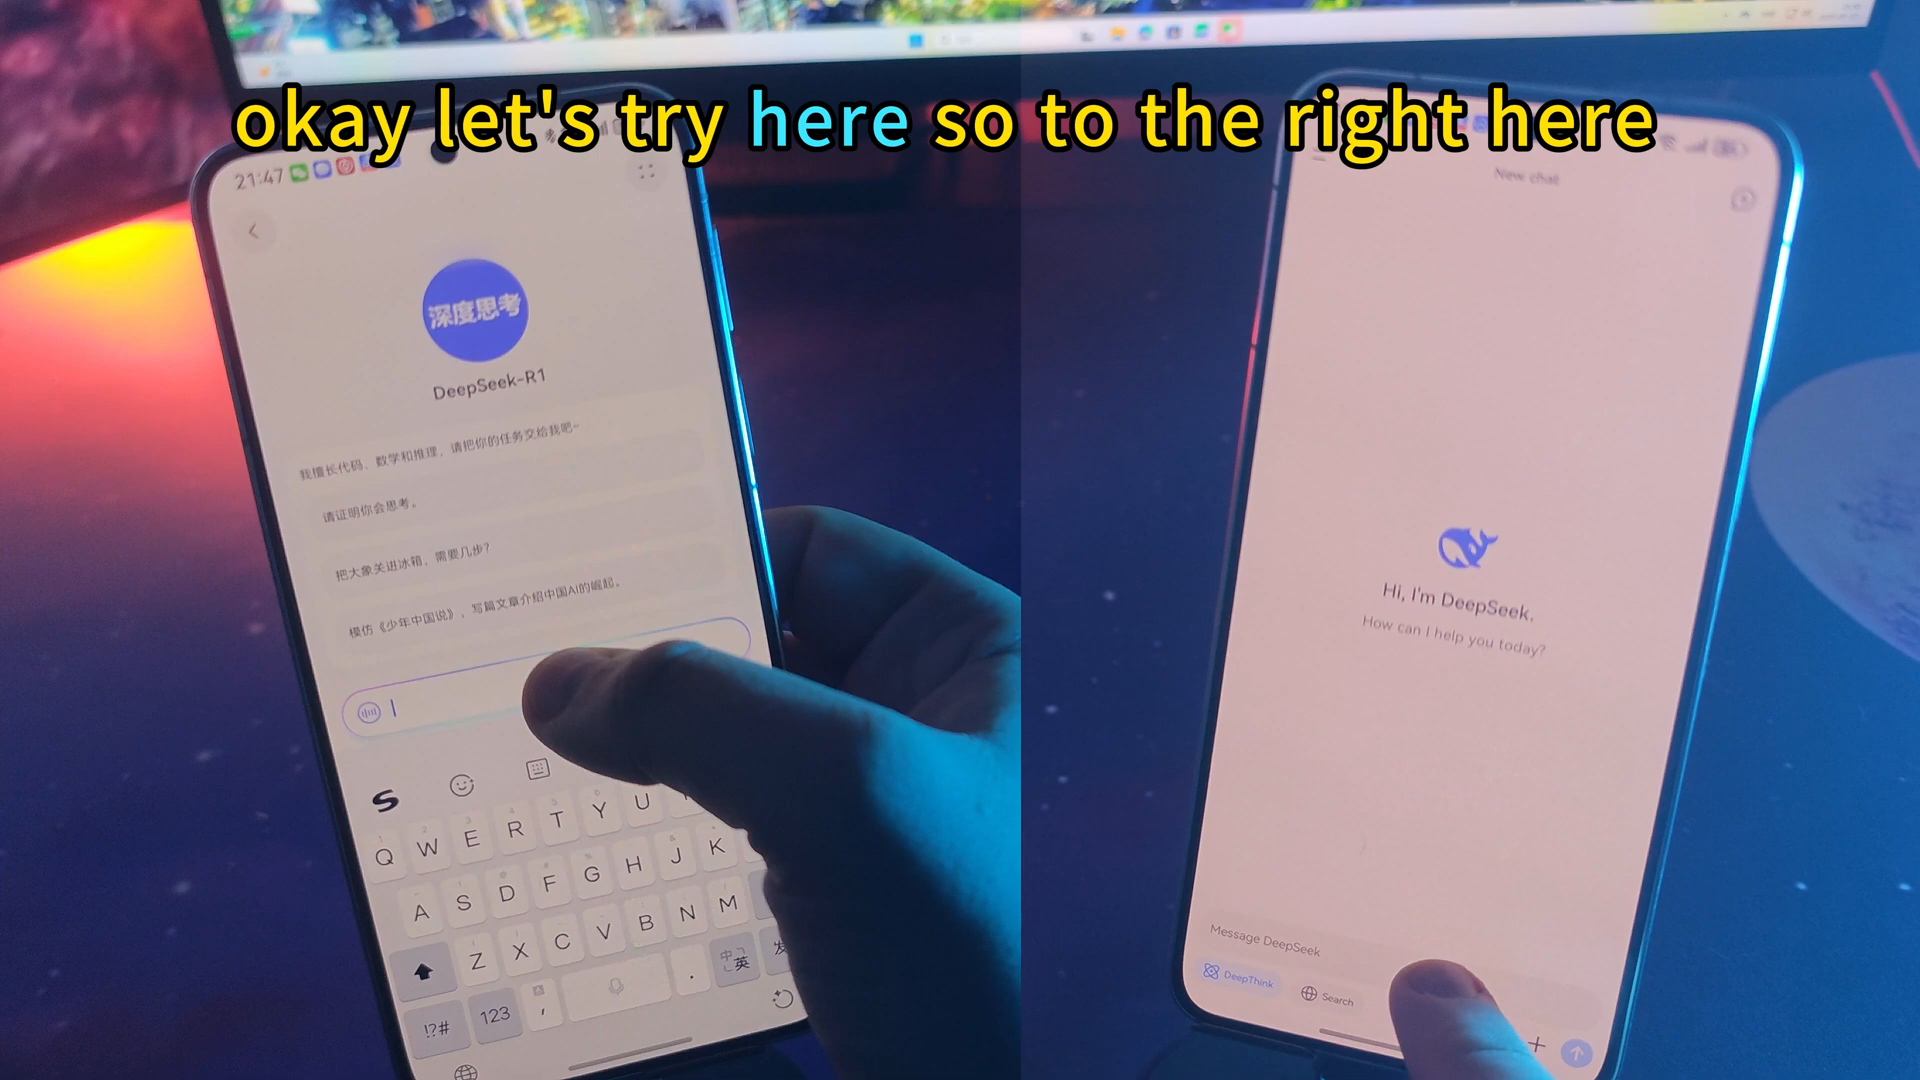 okay let's try here so to the right here
21:47
深度思考
DeepSeek-R1
我擅长代码、数学和推理，请把你的任务交给我吧~
请证明你会思考。
把大象关进冰箱，需要几步？
模仿《少年中国说》，写篇文章介绍中国AI的崛起。
Q W E R T Y U
A S D F G H J K
Z X C V B N M
!?# 123 , . 中英
New chat
Hi, I'm DeepSeek.
How can I help you today?
Message DeepSeek
DeepThink
Search